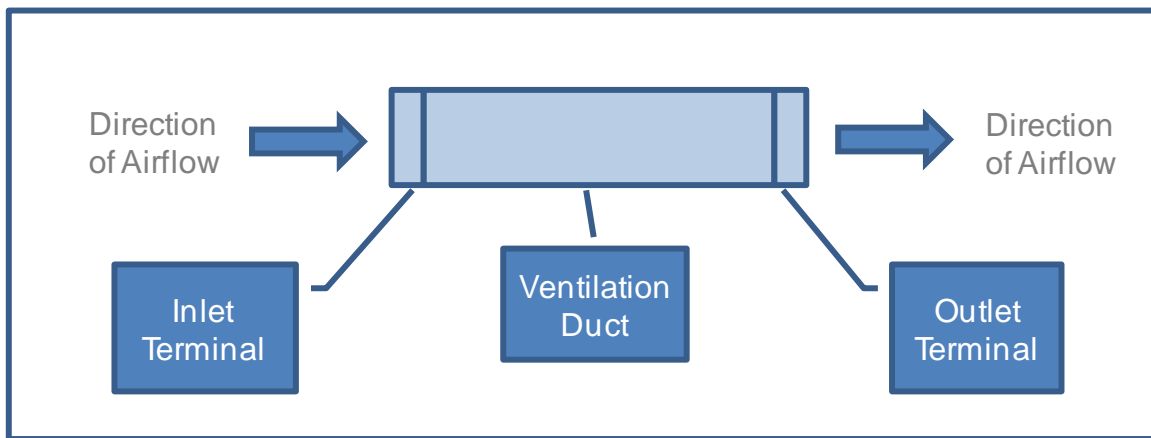 Direction
of Airflow
Direction
of Airflow
Inlet
Terminal
Ventilation
Duct
Outlet
Terminal